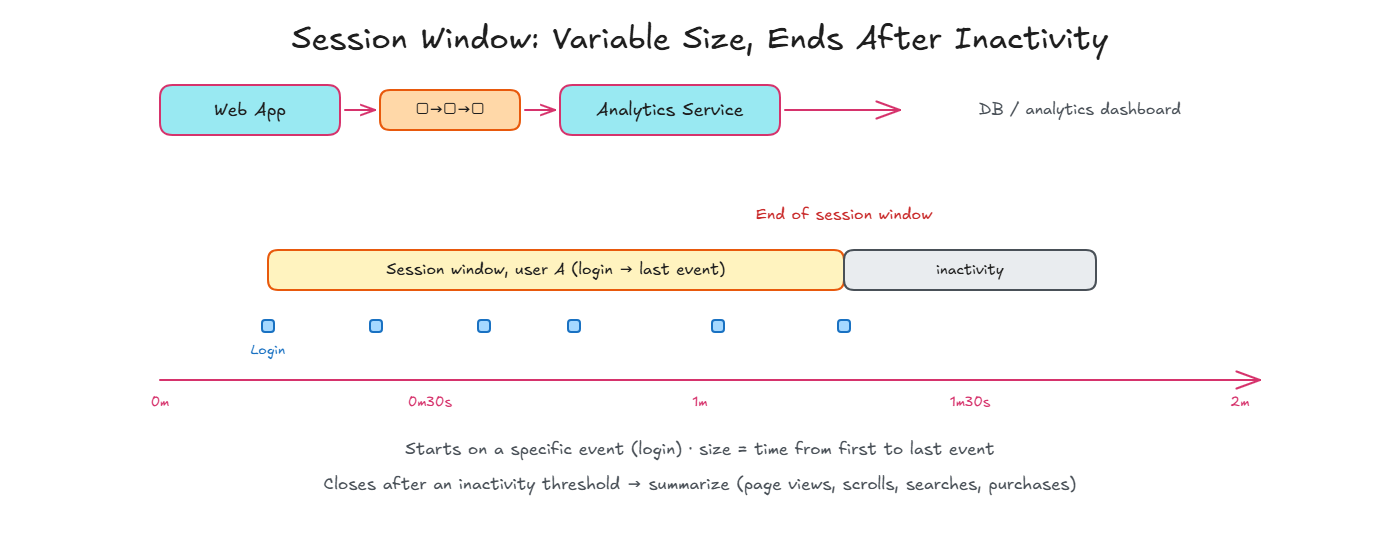 Session Window: Variable Size, Ends After Inactivity
Web App
□→□→□
Analytics Service
DB / analytics dashboard
End of session window
Session window, user A (login → last event)
inactivity
Login
0m
0m30s
1m
1m30s
2m
Starts on a specific event (login) · size = time from first to last event
Closes after an inactivity threshold → summarize (page views, scrolls, searches, purchases)